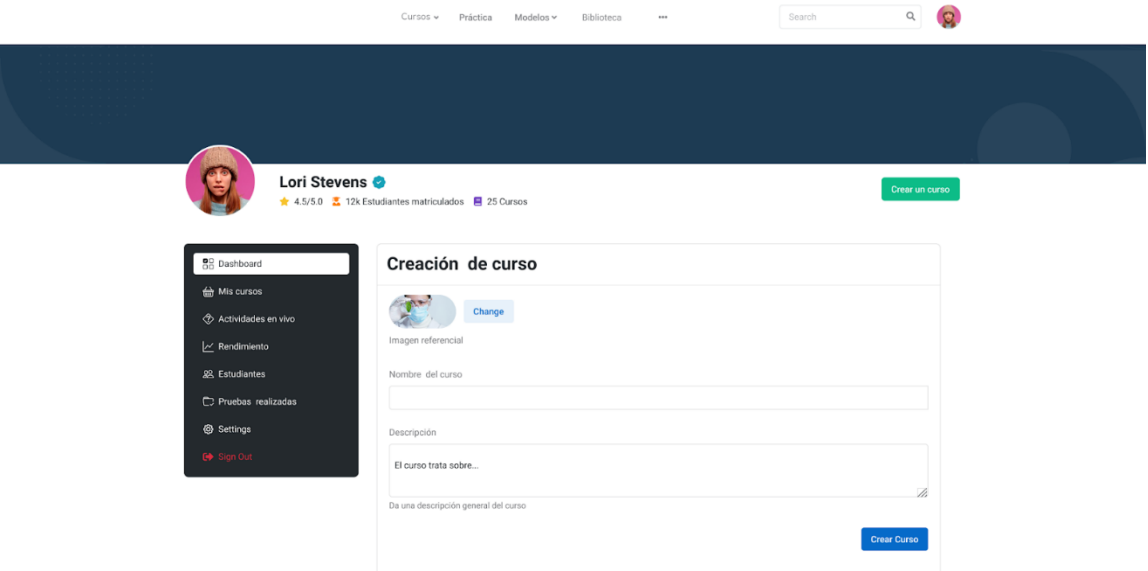 Cursos Práctica Modelos Biblioteca ••• Search
Lori Stevens
4.5/5.0 12k Estudiantes matriculados 25 Cursos
Crear un curso
Dashboard
Mis cursos
Actividades en vivo
Rendimiento
Estudiantes
Pruebas realizadas
Settings
Sign Out
Creación de curso
Change
Imagen referencial
Nombre del curso
Descripción
El curso trata sobre...
Da una descripción general del curso
Crear Curso